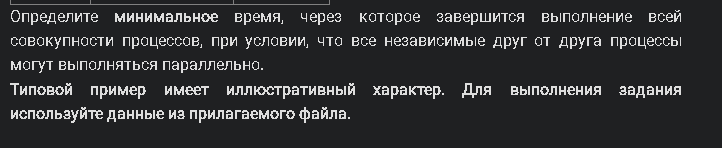 Определите минимальное время, через которое завершится выполнение всей
совокупности процессов, при условии, что все независимые друг от друга процессы
могут выполняться параллельно.
Типовой пример имеет иллюстративный характер. Для выполнения задания
используйте данные из прилагаемого файла.